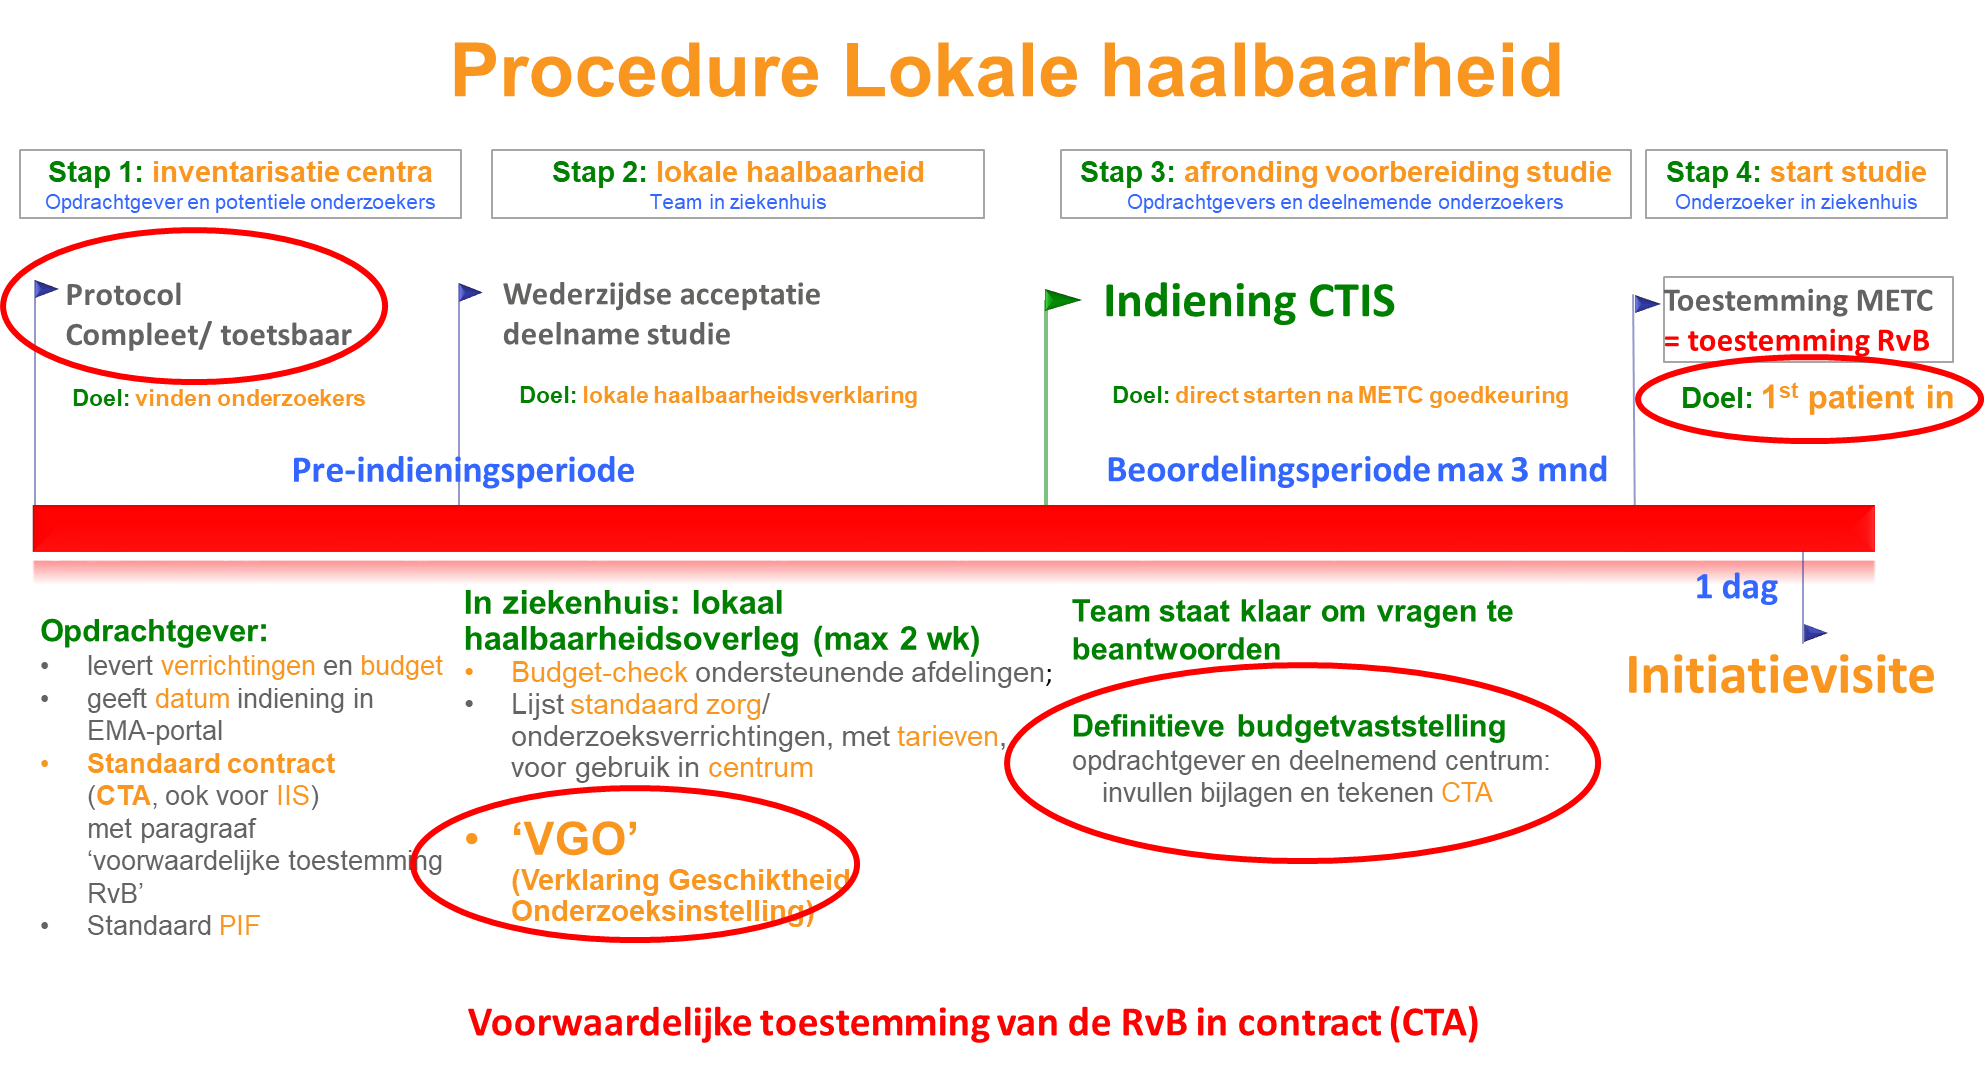 Procedure Lokale haalbaarheid
Stap 1: inventarisatie centra
Opdrachtgever en potentiele onderzoekers
Stap 2: lokale haalbaarheid
Team in ziekenhuis
Stap 3: afronding voorbereiding studie
Opdrachtgevers en deelnemende onderzoekers
Stap 4: start studie
Onderzoeker in ziekenhuis
Protocol
Compleet/ toetsbaar
Doel: vinden onderzoekers
Wederzijdse acceptatie
deelname studie
Doel: lokale haalbaarheidsverklaring
Indiening CTIS
Doel: direct starten na METC goedkeuring
Toestemming METC
= toestemming RvB
Doel: 1st patient in
Pre-indieningsperiode
Beoordelingsperiode max 3 mnd
Opdrachtgever:
• levert verrichtingen en budget
• geeft datum indiening in
EMA-portal
• Standaard contract
(CTA, ook voor IIS)
met paragraaf
‘voorwaardelijke toestemming
RvB’
• Standaard PIF
In ziekenhuis: lokaal
haalbaarheidsoverleg (max 2 wk)
• Budget-check ondersteunende afdelingen;
• Lijst standaard zorg/
onderzoeksverrichtingen, met tarieven,
voor gebruik in centrum
• ‘VGO’
(Verklaring Geschiktheid
Onderzoeksinstelling)
Team staat klaar om vragen te
beantwoorden
Definitieve budgetvaststelling
opdrachtgever en deelnemend centrum:
invullen bijlagen en tekenen CTA
1 dag
Initiatievisite
Voorwaardelijke toestemming van de RvB in contract (CTA)